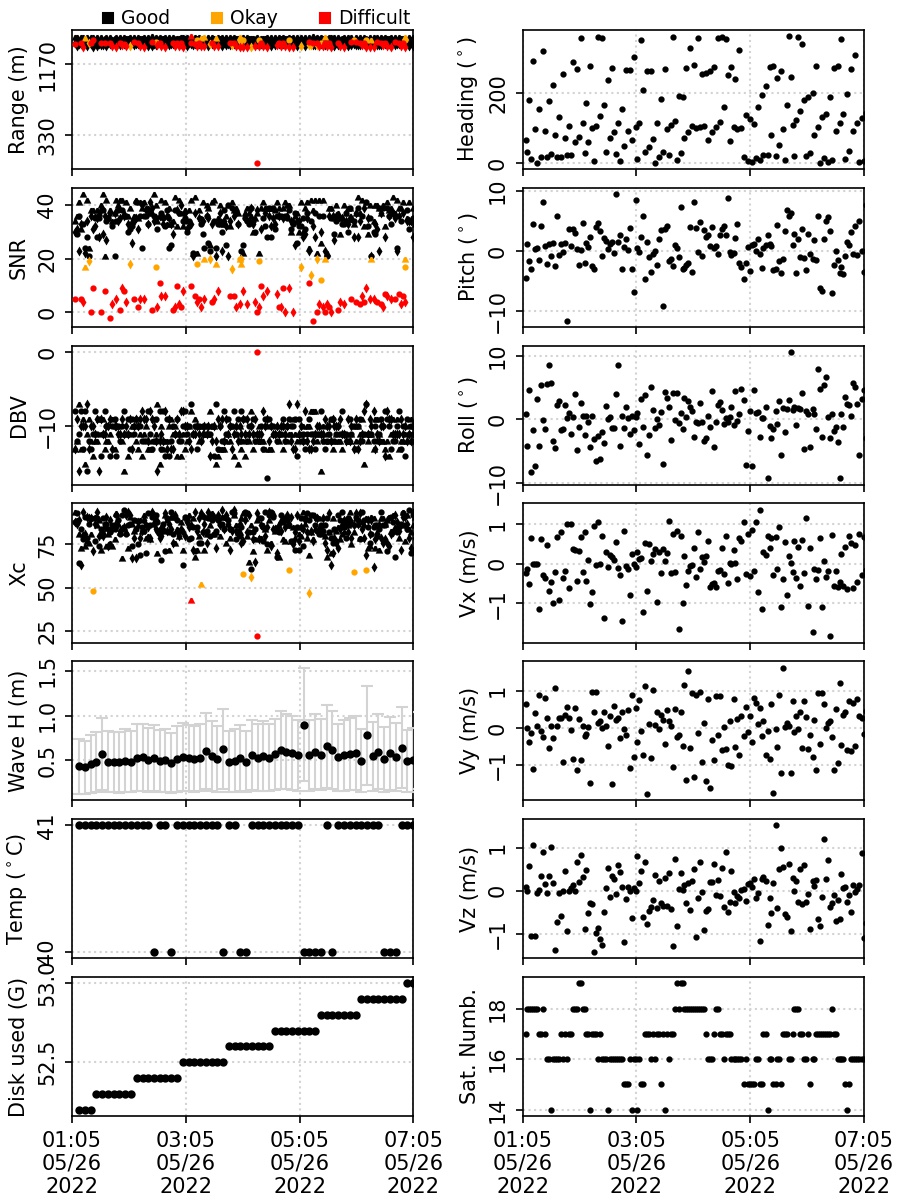 Good Okay Difficult
Range (m)
1170
330
Heading (°)
200
0
SNR
40
20
0
Pitch (°)
10
0
−10
DBV
0
−10
Roll (°)
10
0
−10
Xc
75
50
25
Vx (m/s)
1
0
−1
Wave H (m)
1.5
1.0
0.5
Vy (m/s)
1
0
−1
Temp (°C)
41
40
Vz (m/s)
1
0
−1
Disk used (G)
53.0
52.5
Sat. Numb.
18
16
14
01:05 03:05 05:05 07:05
05/26 05/26 05/26 05/26
2022 2022 2022 2022
01:05 03:05 05:05 07:05
05/26 05/26 05/26 05/26
2022 2022 2022 2022